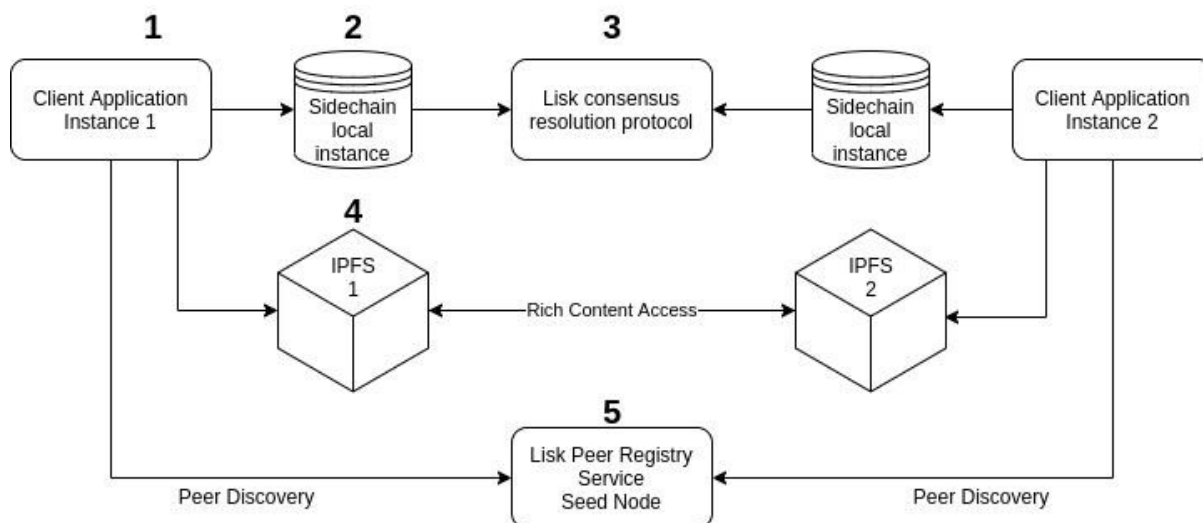 1
2
3
Client Application
Instance 1
Sidechain
local
instance
Lisk consensus
resolution protocol
Sidechain
local
instance
Client Application
Instance 2
4
IPFS
1
Rich Content Access
IPFS
2
5
Lisk Peer Registry
Service
Seed Node
Peer Discovery
Peer Discovery